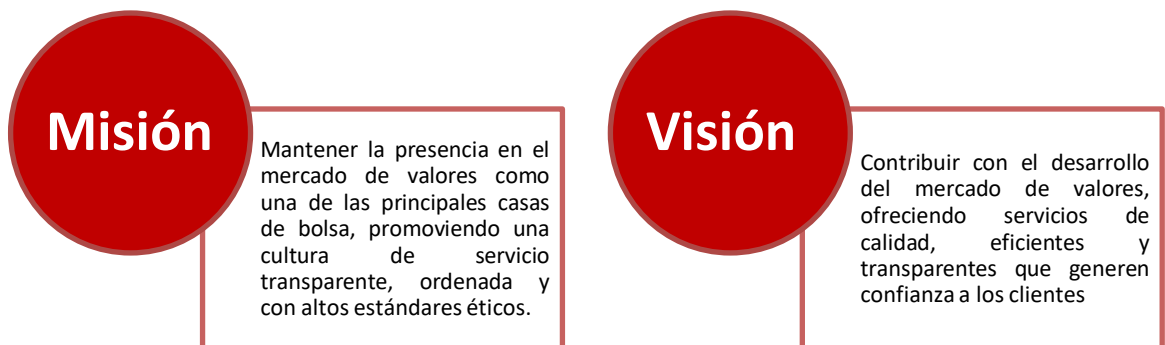 Misión
Mantener la presencia en el
mercado de valores como
una de las principales casas
de bolsa, promoviendo una
cultura de servicio
transparente, ordenada y
con altos estándares éticos.
Visión
Contribuir con el desarrollo
del mercado de valores,
ofreciendo servicios de
calidad, eficientes y
transparentes que generen
confianza a los clientes